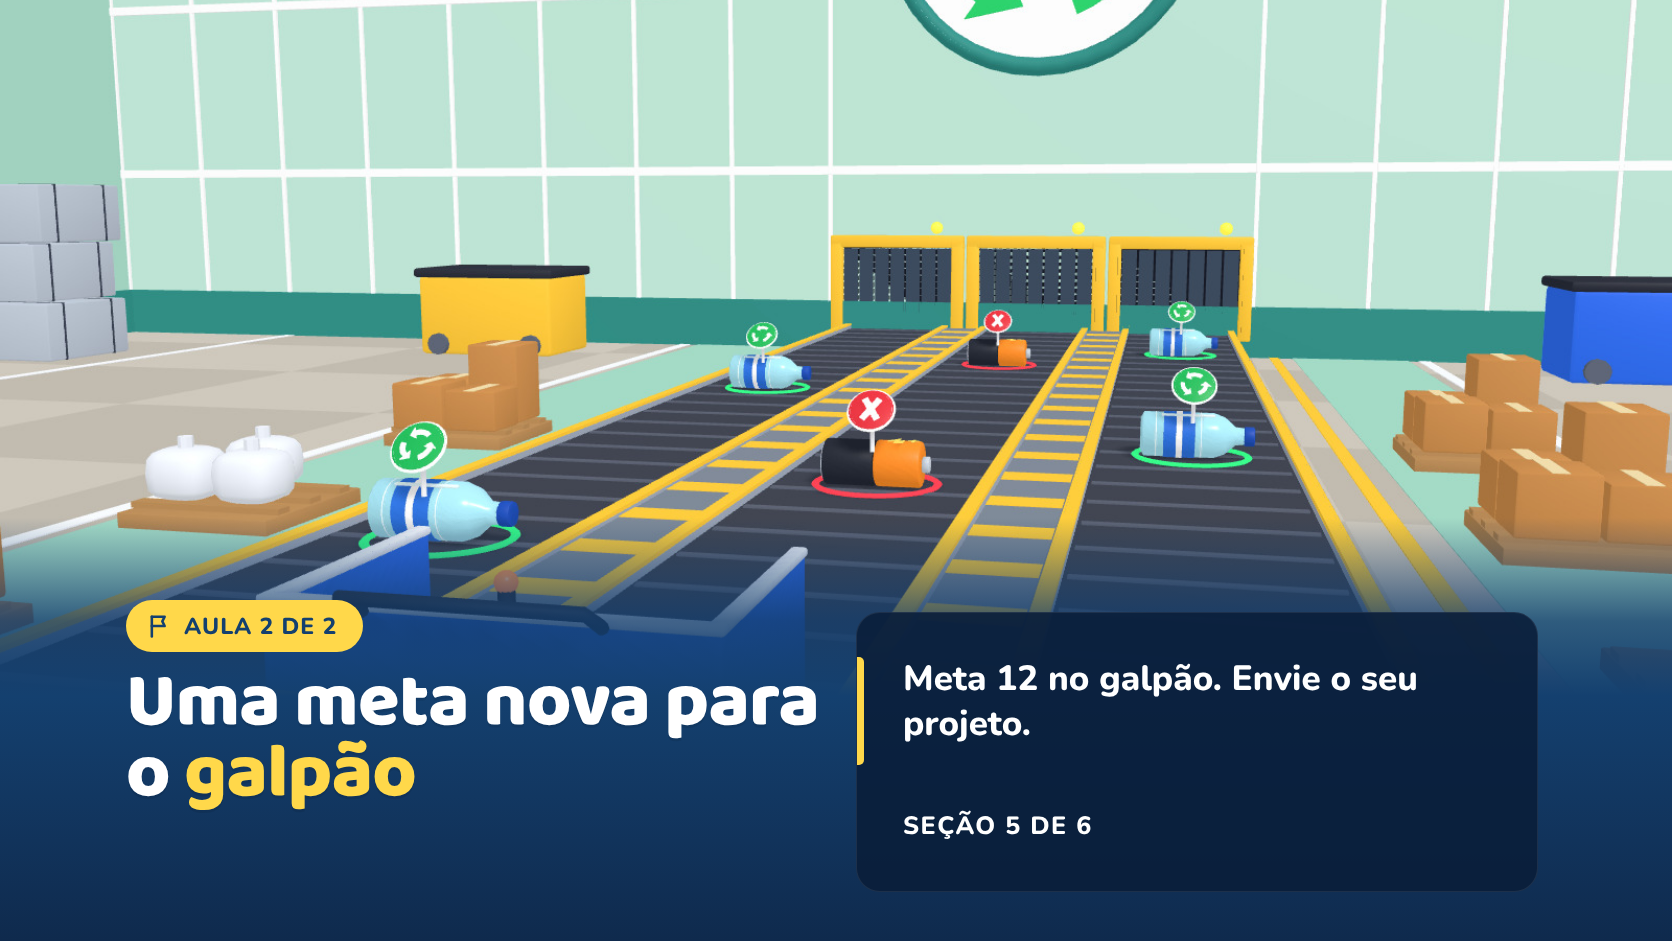 AULA 2 DE 2
Uma meta nova para
o galpão
Meta 12 no galpão. Envie o seu
projeto.
SEÇÃO 5 DE 6